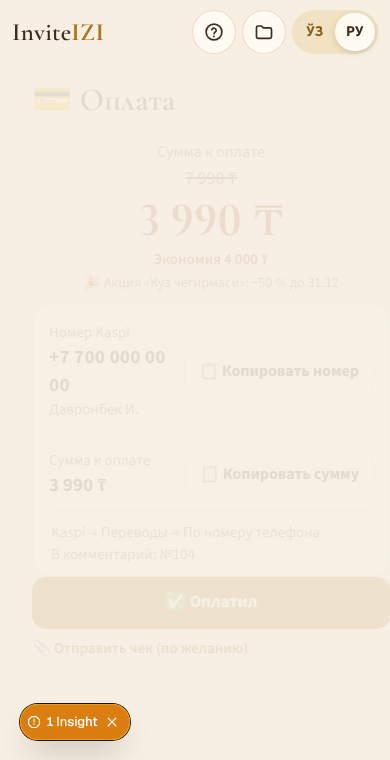 InviteIZI
ЎЗ
РУ
Оплата
Сумма к оплате
7 990 ₸
3 990 ₸
Экономия 4 000 ₸
🎉 Акция «Куз чегирмаси»: −50 % до 31.12
Номер Kaspi
+7 700 000 00
00
Давронбек И.
Копировать номер
Сумма к оплате
3 990 ₸
Копировать сумму
Kaspi → Переводы → По номеру телефона
В комментарий: №104
✅ Оплатил
📎 Отправить чек (по желанию)
1 Insight